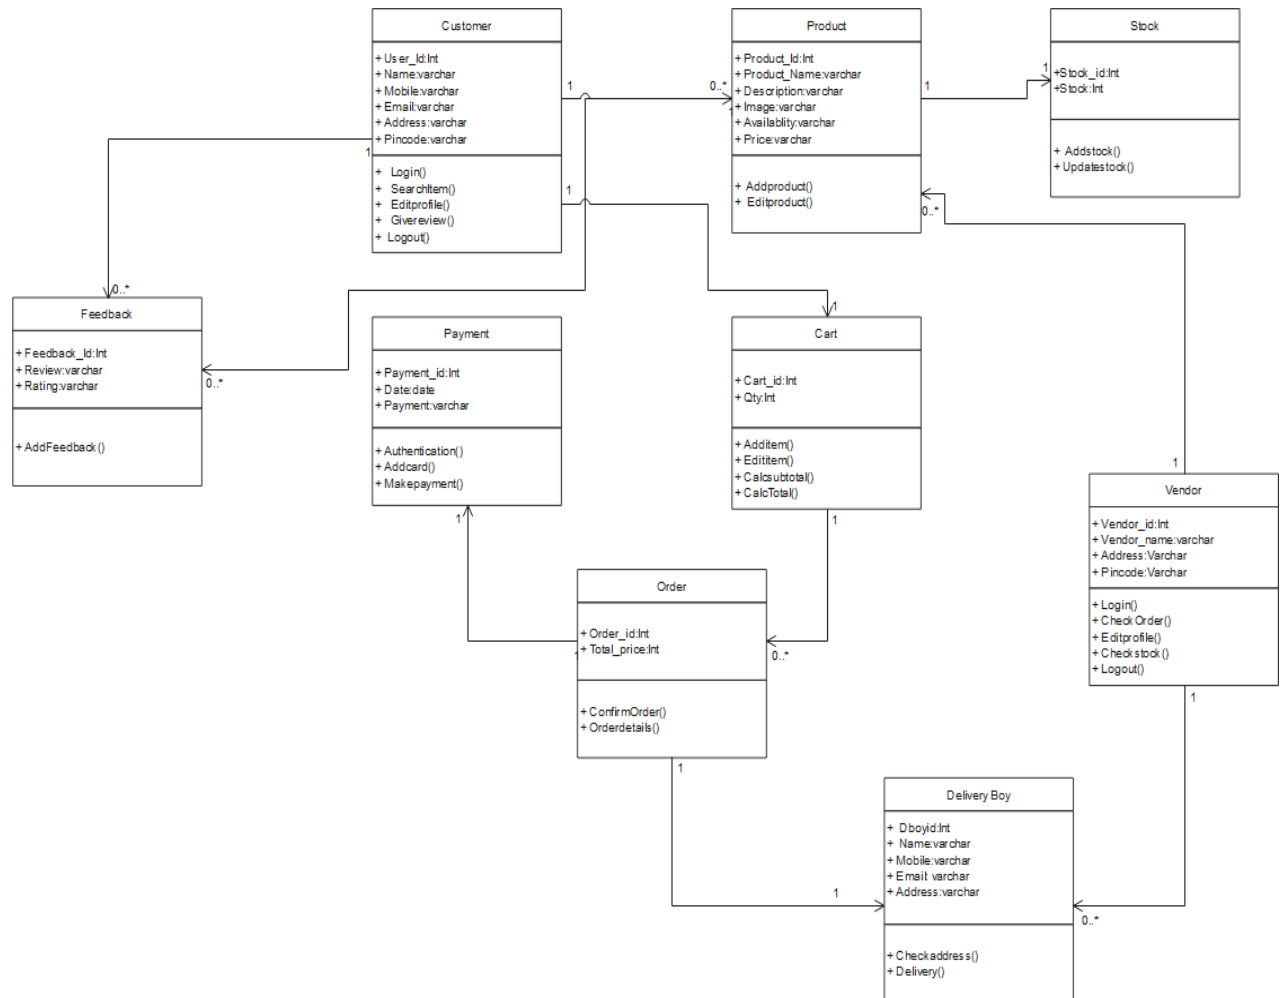 Customer
+ User_Id:Int
+ Name:varchar
+ Mobile:varchar
+ Email:varchar
+ Address:varchar
+ Pincode:varchar
+ Login()
+ SearchItem()
+ Editprofile()
+ Givereview()
+ Logout()
Product
+ Product_Id:Int
+ Product_Name:varchar
+ Description:varchar
+ Image:varchar
+ Availablity:varchar
+ Price:varchar
+ Addproduct()
+ Editproduct()
Stock
+Stock_id:Int
+Stock:Int
+ Addstock()
+ Updatestock()
1
0..*
1
1
1
1
1
0..*
0..*
1
0..*
1
Feedback
+ Feedback_Id:Int
+ Review:varchar
+ Rating:varchar
+ AddFeedback()
Payment
+ Payment_id:Int
+ Date:date
+ Payment:varchar
+ Authentication()
+ Addcard()
+ Makepayment()
Cart
+ Cart_id:Int
+ Qty:Int
+ Additem()
+ Edititem()
+ Calcsubtotal()
+ CalcTotal()
1
1
1
Vendor
+ Vendor_id:Int
+ Vendor_name:varchar
+ Address:Varchar
+ Pincode:Varchar
+ Login()
+ CheckOrder()
+ Editprofile()
+ Checkstock()
+ Logout()
Order
+ Order_id:Int
+ Total_price:Int
+ ConfirmOrder()
+ Orderdetails()
1
0..*
1
1
1
0..*
Delivery Boy
+ Dboyid:Int
+ Name:varchar
+ Mobile:varchar
+ Email: varchar
+ Address:varchar
+ Checkaddress()
+ Delivery()